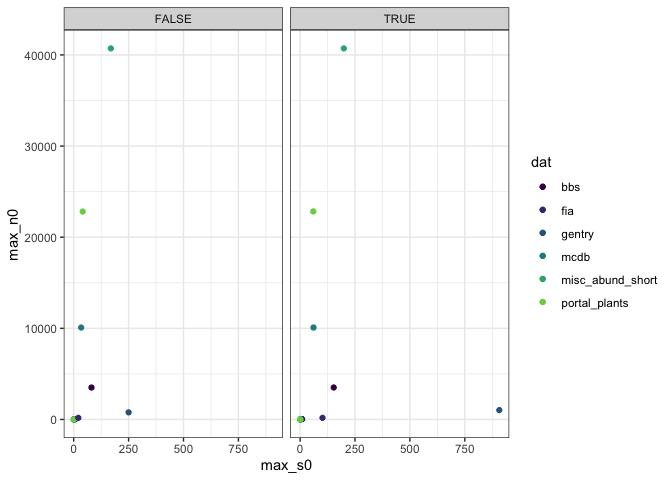 FALSE
TRUE
max_n0
40000
30000
20000
10000
0
0
250
500
750
0
250
500
750
max_s0
dat
bbs
fia
gentry
mcdb
misc_abund_short
portal_plants